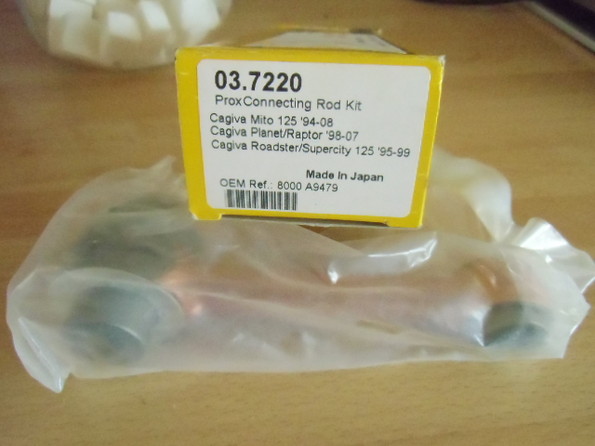 03.7220
ProxConnecting Rod Kit
Cagiva Mito 125 '94-08
Cagiva Planet/Raptor '98-07
Cagiva Roadster/Supercity 125 '95-99
Made In Japan
OEM Ref.: 8000 A9479